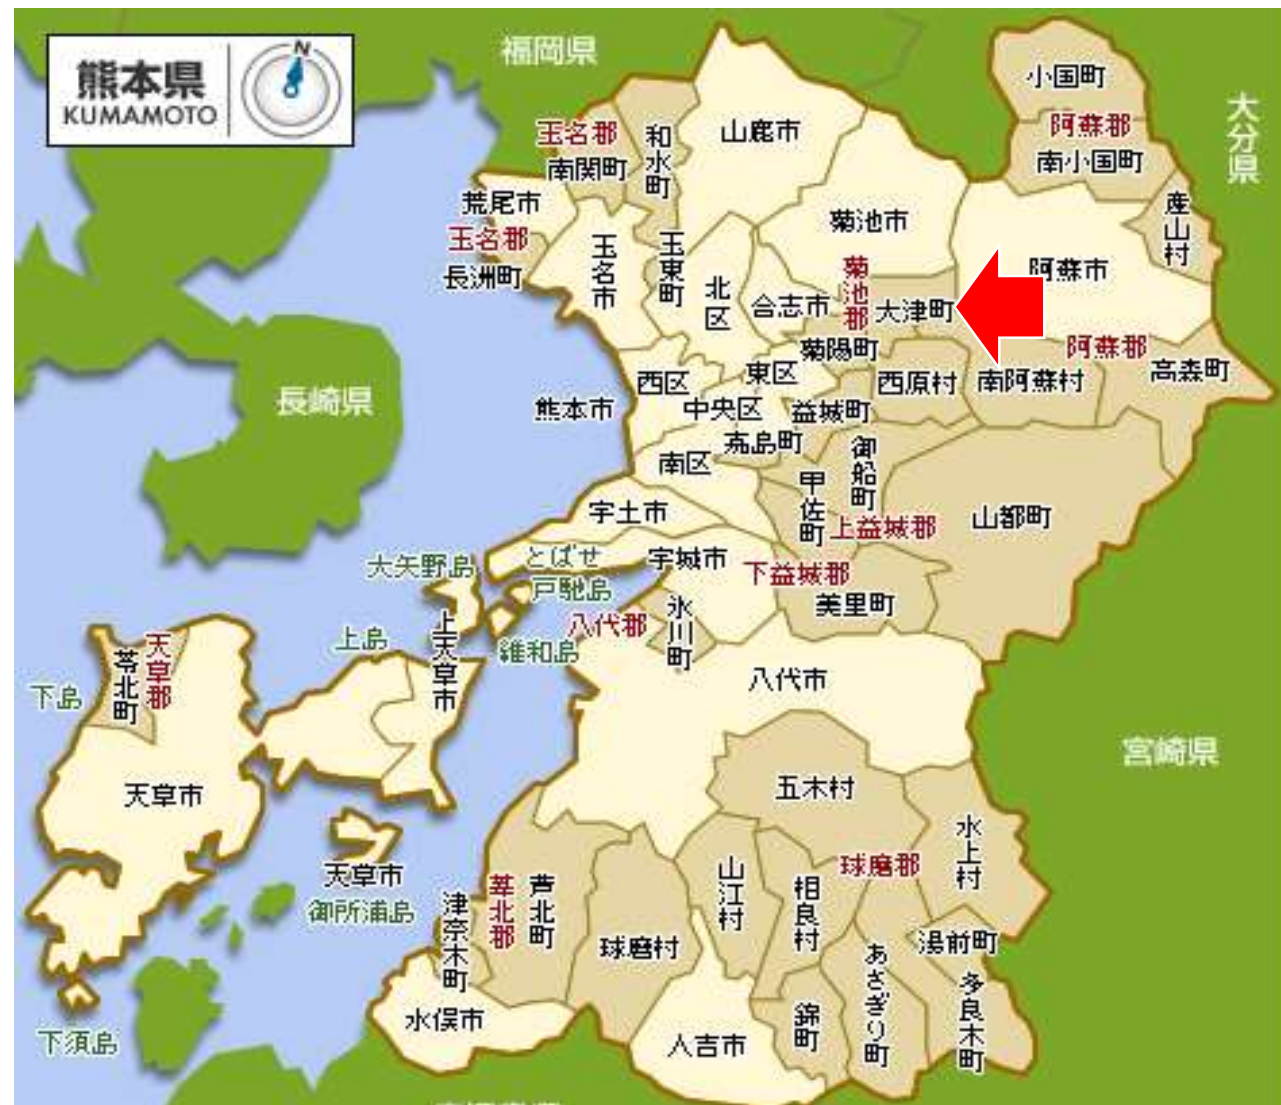 熊本県
KUMAMOTO
N
福岡県
大分県
長崎県
宮崎県
小国町
阿蘇郡
南小国町
産山村
玉名郡
南関町
和水町
山鹿市
菊池市
荒尾市
玉名郡
長洲町
玉名市
玉東町
北区
合志市
菊池郡
大津町
阿蘇市
菊陽町
阿蘇郡
高森町
西区
東区
西原村
南阿蘇村
熊本市
中央区
益城町
嘉島町
南区
御船町
甲佐町
上益城郡
山都町
宇土市
とばせ
戸馳島
宇城市
下益城郡
美里町
大矢野島
上天草市
維和島
八代郡
氷川町
八代市
上島
下島
天草郡
苓北町
天草市
天草市
御所浦島
下須島
五木村
水上村
球磨郡
山江村
相良村
湯前町
あさぎり町
多良木町
錦町
葦北郡
芦北町
津奈木町
球磨村
水俣市
人吉市